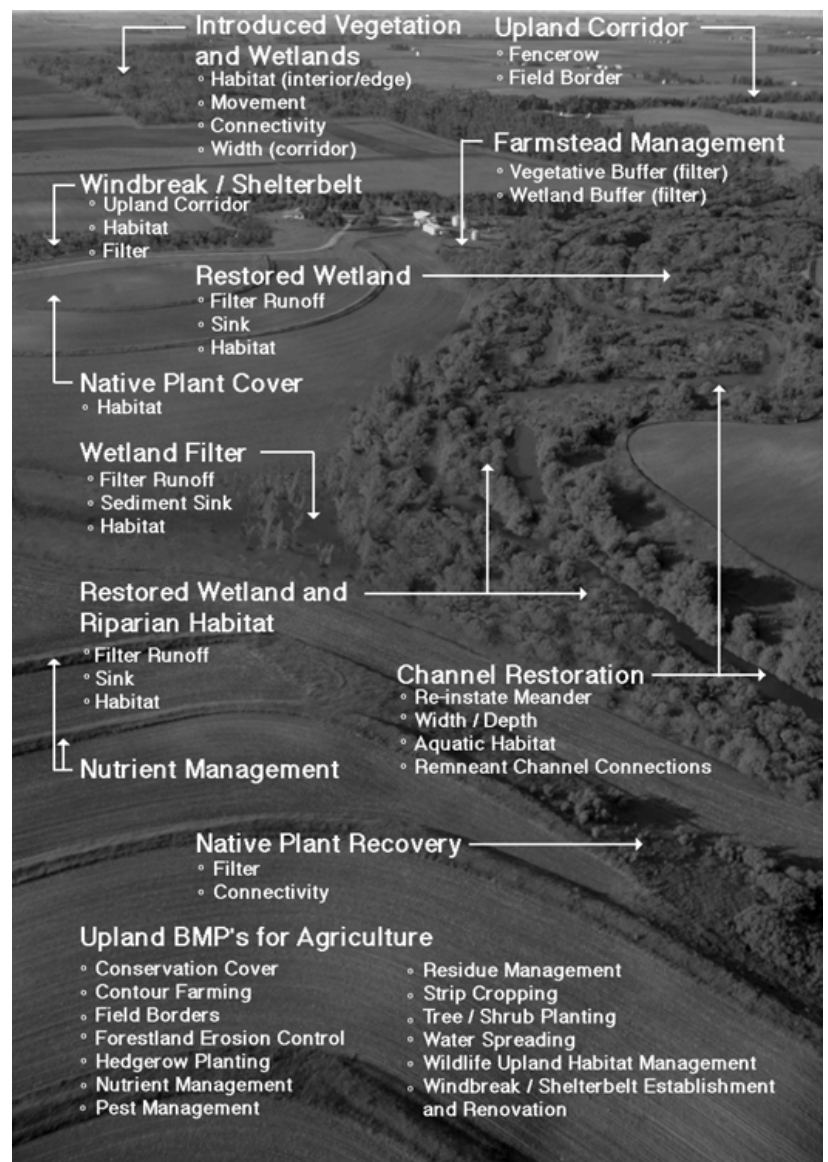 Introduced Vegetation
and Wetlands
° Habitat (interior/edge)
° Movement
° Connectivity
° Width (corridor)
Upland Corridor
° Fencerow
° Field Border
Farmstead Management
° Vegetative Buffer (filter)
° Wetland Buffer (filter)
Windbreak / Shelterbelt
° Upland Corridor
° Habitat
° Filter
Restored Wetland
° Filter Runoff
° Sink
° Habitat
Native Plant Cover
° Habitat
Wetland Filter
° Filter Runoff
° Sediment Sink
° Habitat
Restored Wetland and
Riparian Habitat
° Filter Runoff
° Sink
° Habitat
Channel Restoration
° Re-instate Meander
° Width / Depth
° Aquatic Habitat
° Remneant Channel Connections
Nutrient Management
Native Plant Recovery
° Filter
° Connectivity
Upland BMP's for Agriculture
° Conservation Cover
° Contour Farming
° Field Borders
° Forestland Erosion Control
° Hedgerow Planting
° Nutrient Management
° Pest Management
° Residue Management
° Strip Cropping
° Tree / Shrub Planting
° Water Spreading
° Wildlife Upland Habitat Management
° Windbreak / Shelterbelt Establishment
and Renovation